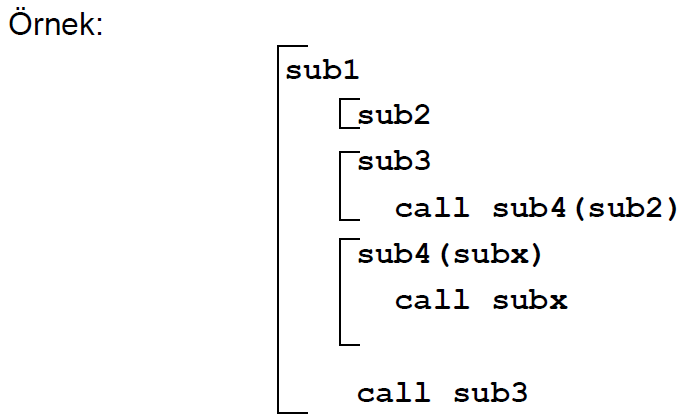 Örnek:
sub1
sub2
sub3
call sub4(sub2)
sub4(subx)
call subx
call sub3